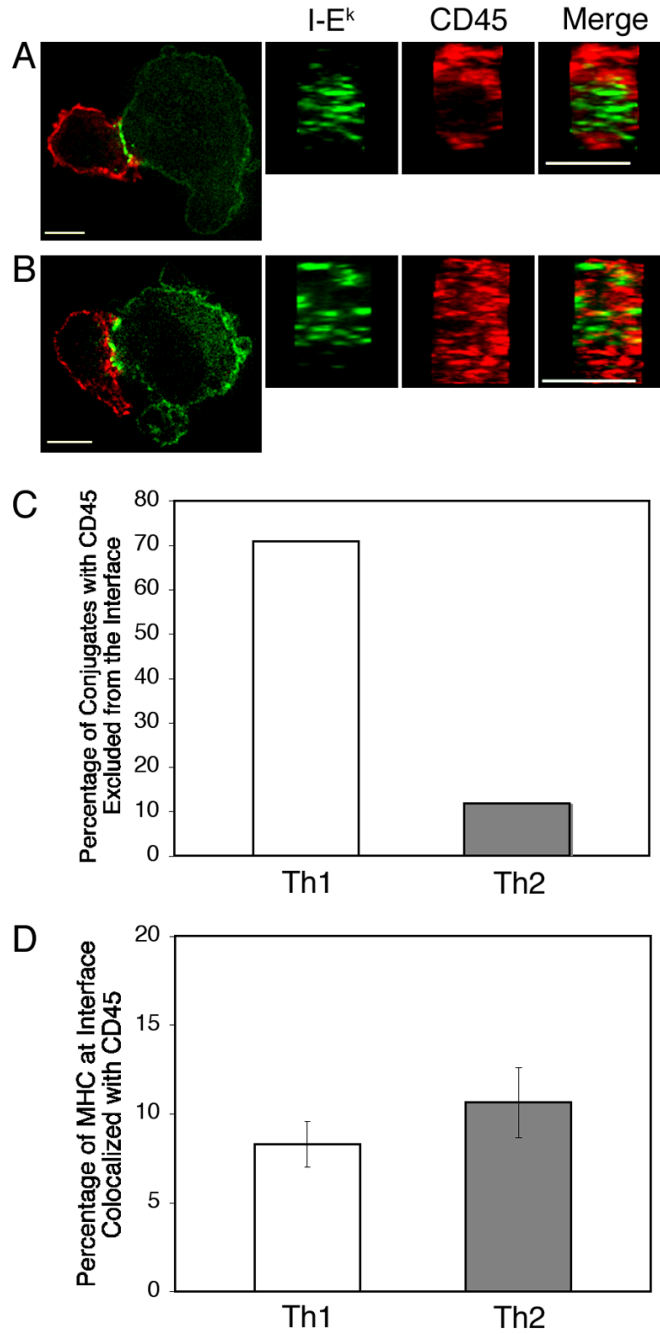 I-Eᵏ CD45 Merge
A
B
C
Percentage of Conjugates with CD45
Excluded from the Interface
80
70
60
50
40
30
20
10
0
Th1 Th2
D
Percentage of MHC at Interface
Colocalized with CD45
20
15
10
5
0
Th1 Th2